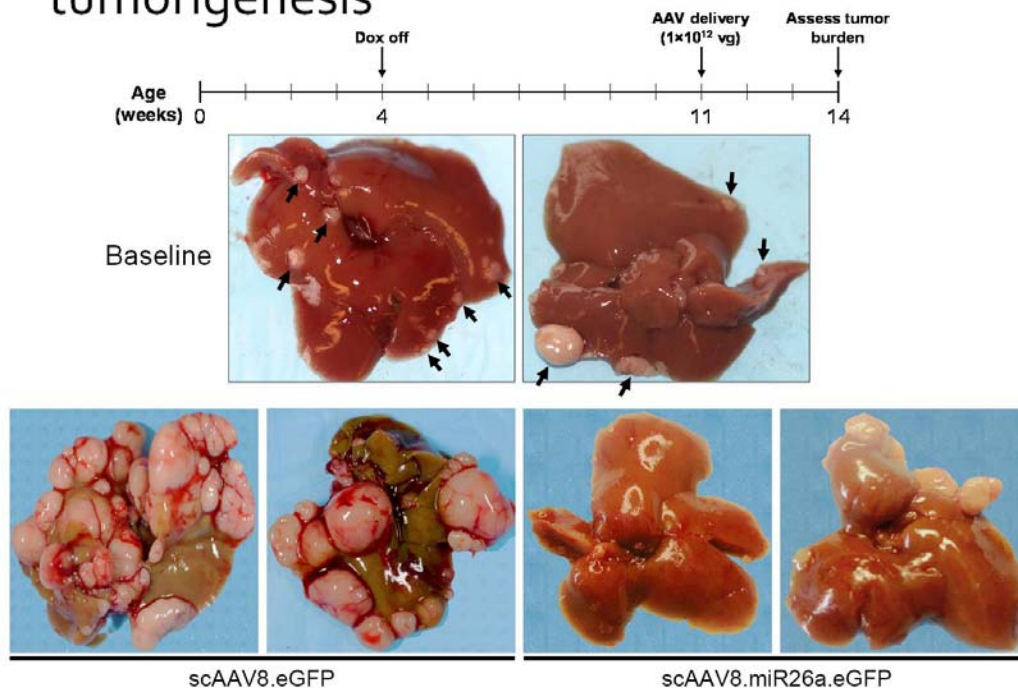 tumorigenesis
Dox off
AAV delivery
(1×10¹² vg)
Assess tumor
burden
Age
(weeks)
0
4
11
14
Baseline
scAAV8.eGFP
scAAV8.miR26a.eGFP